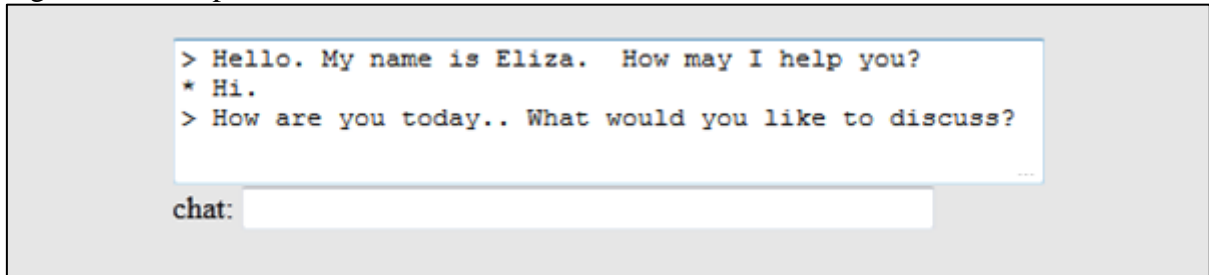 > Hello. My name is Eliza.  How may I help you?
* Hi.
> How are you today.. What would you like to discuss?
chat: